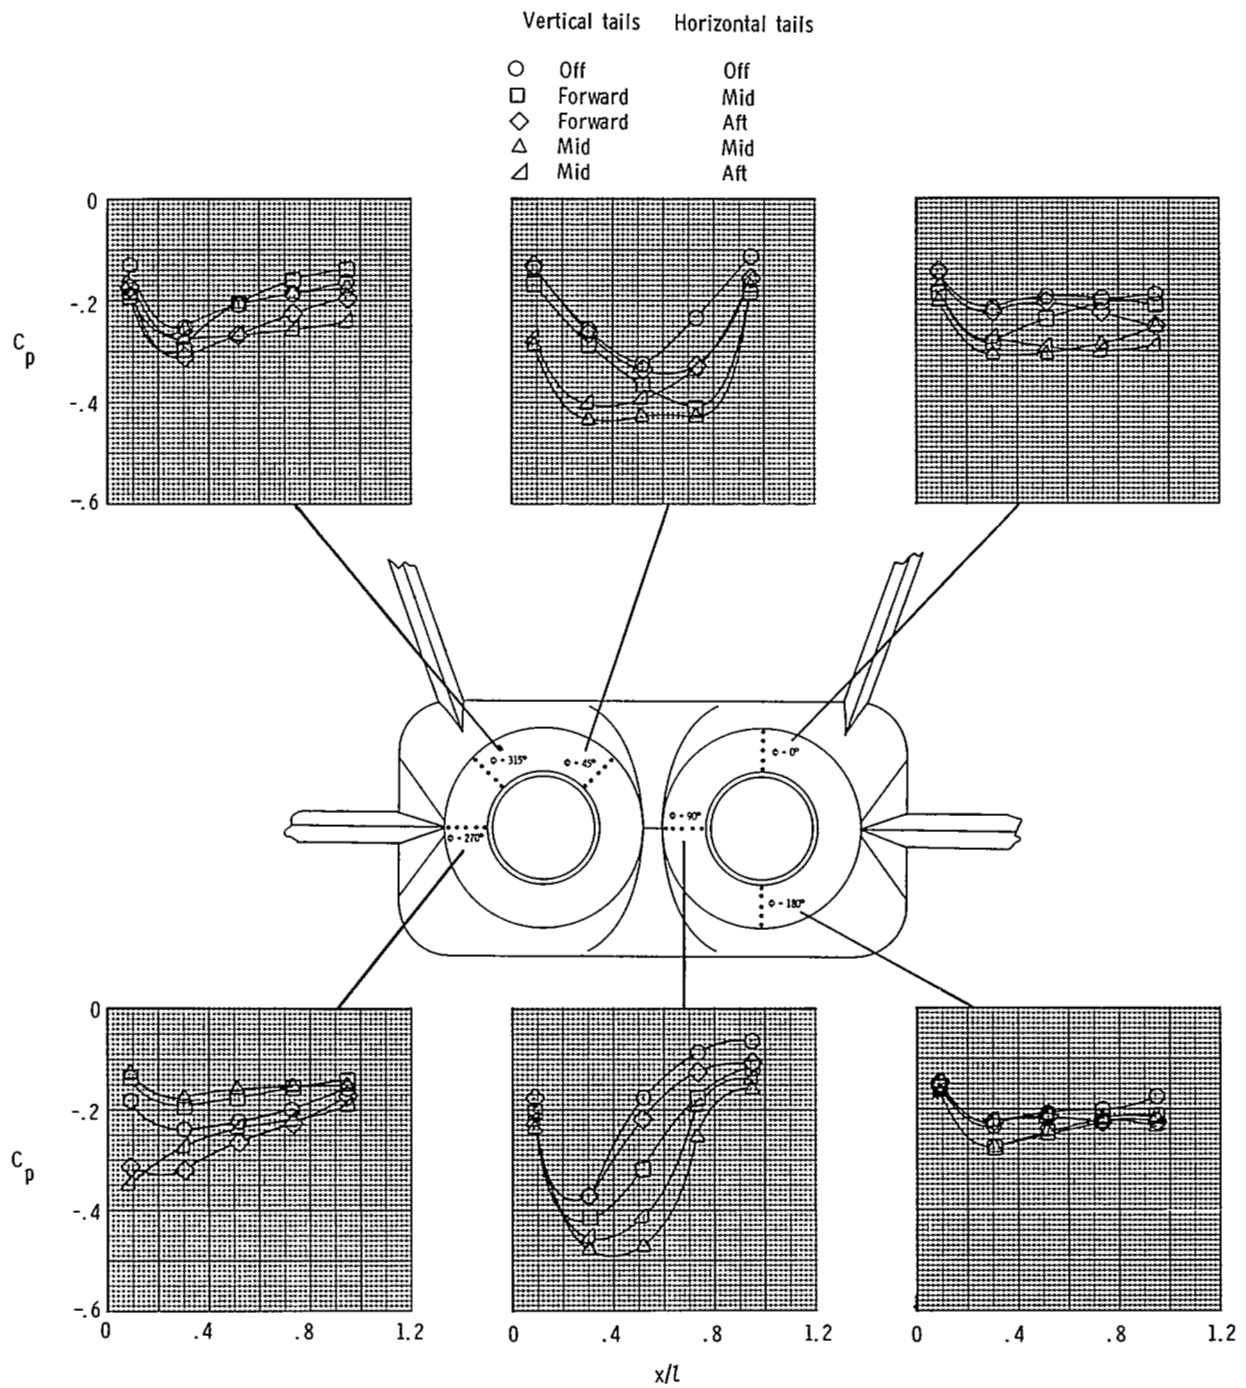 Vertical tails Horizontal tails
Off Off
Forward Mid
Forward Aft
Mid Mid
Mid Aft
0
-.2
Cp
-.4
-.6
Φ - 315°
Φ - 45°
Φ - 0°
Φ - 90°
Φ - 270°
Φ - 180°
0
-.2
Cp
-.4
-.6
0 .4 .8 1.2 0 .4 .8 1.2 0 .4 .8 1.2
x/l